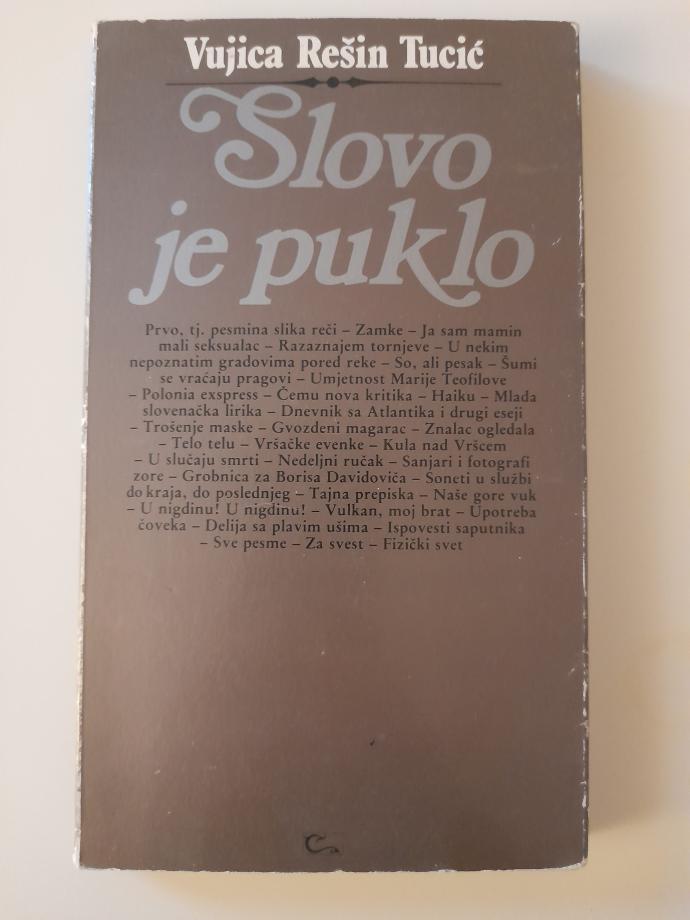 Vujica Rešin Tucić
Slovo
je puklo
Prvo, tj. pesmina slika reči – Zamke – Ja sam mamin
mali seksualac – Razaznajem tornjeve – U nekim
nepoznatim gradovima pored reke – So, ali pesak – Šumi
se vraćaju pragovi – Umjetnost Marije Teofilove
– Polonia exspress – Čemu nova kritika – Haiku – Mlada
slovenačka lirika – Dnevnik sa Atlantika i drugi eseji
– Trošenje maske – Gvozdeni magarac – Znalac ogledala
– Telo telu – Vršačke evenke – Kula nad Vršcem
– U slučaju smrti – Nedeljni ručak – Sanjari i fotografi
zore – Grobnica za Borisa Davidoviča – Soneti u službi
do kraja, do poslednjeg – Tajna prepiska – Naše gore vuk
– U nigdinu! U nigdinu! – Vulkan, moj brat – Upotreba
čoveka – Delija sa plavim ušima – Ispovesti saputnika
– Sve pesme – Za svest – Fizički svet